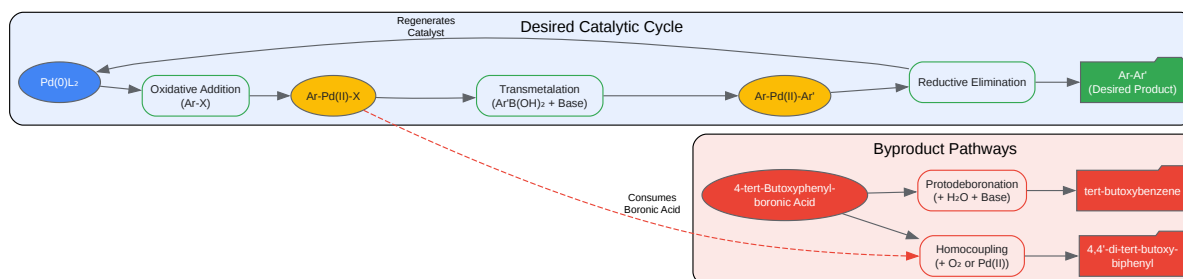 Desired Catalytic Cycle
Regenerates
Catalyst
Pd(0)L₂
Oxidative Addition
(Ar-X)
Ar-Pd(II)-X
Transmetalation
(Ar'B(OH)₂ + Base)
Ar-Pd(II)-Ar'
Reductive Elimination
Ar-Ar'
(Desired Product)
Byproduct Pathways
Consumes
Boronic Acid
4-tert-Butoxyphenyl-
boronic Acid
Protodeboronation
(+ H₂O + Base)
tert-butoxybenzene
Homocoupling
(+ O₂ or Pd(II))
4,4'-di-tert-butoxy-
biphenyl